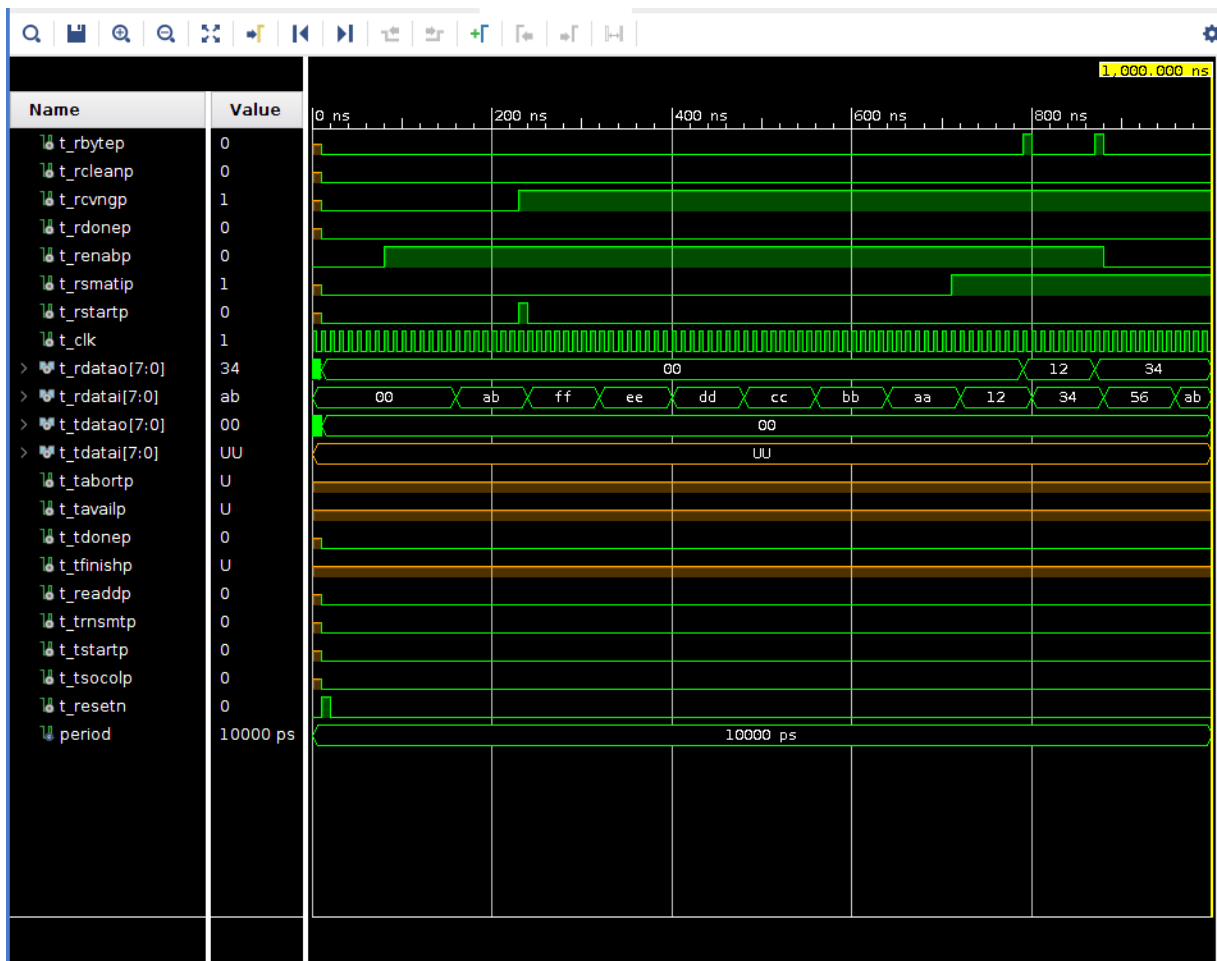 1,000.000 ns
Name Value
0 ns 200 ns 400 ns 600 ns 800 ns
t_rbytep 0
t_rcleanp 0
t_rcvngp 1
t_rdonep 0
t_renabp 0
t_rsmatip 1
t_rstartp 0
t_clk 1
t_rdatao[7:0] 34 00 12 34
t_rdatai[7:0] ab 00 ab ff ee dd cc bb aa 12 34 56 ab
t_tdatao[7:0] 00 00
t_tdatai[7:0] UU UU
t_tabortp U
t_tavailp U
t_tdonep 0
t_tfinishp U
t_readdp 0
t_trnsmtp 0
t_tstartp 0
t_tsocolp 0
t_resetn 0
period 10000 ps 10000 ps